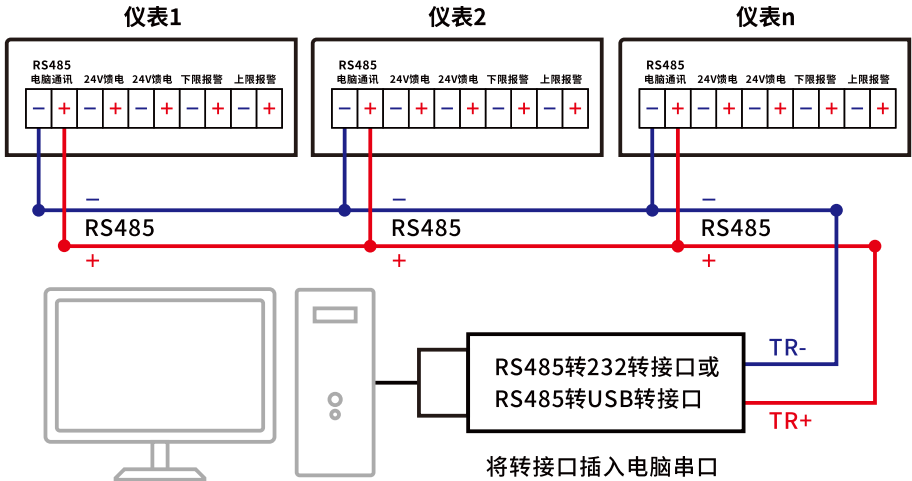 仪表1 仪表2 仪表n
RS485 RS485 RS485
电脑通讯 24V馈电 24V馈电 下限报警 上限报警 电脑通讯 24V馈电 24V馈电 下限报警 上限报警 电脑通讯 24V馈电 24V馈电 下限报警 上限报警
− + − + − + − + − + − + − + − + − + − + − + − + − + − + − +
− − −
RS485 RS485 RS485
+ + +
TR-
RS485转232转接口或
RS485转USB转接口
TR+
将转接口插入电脑串口